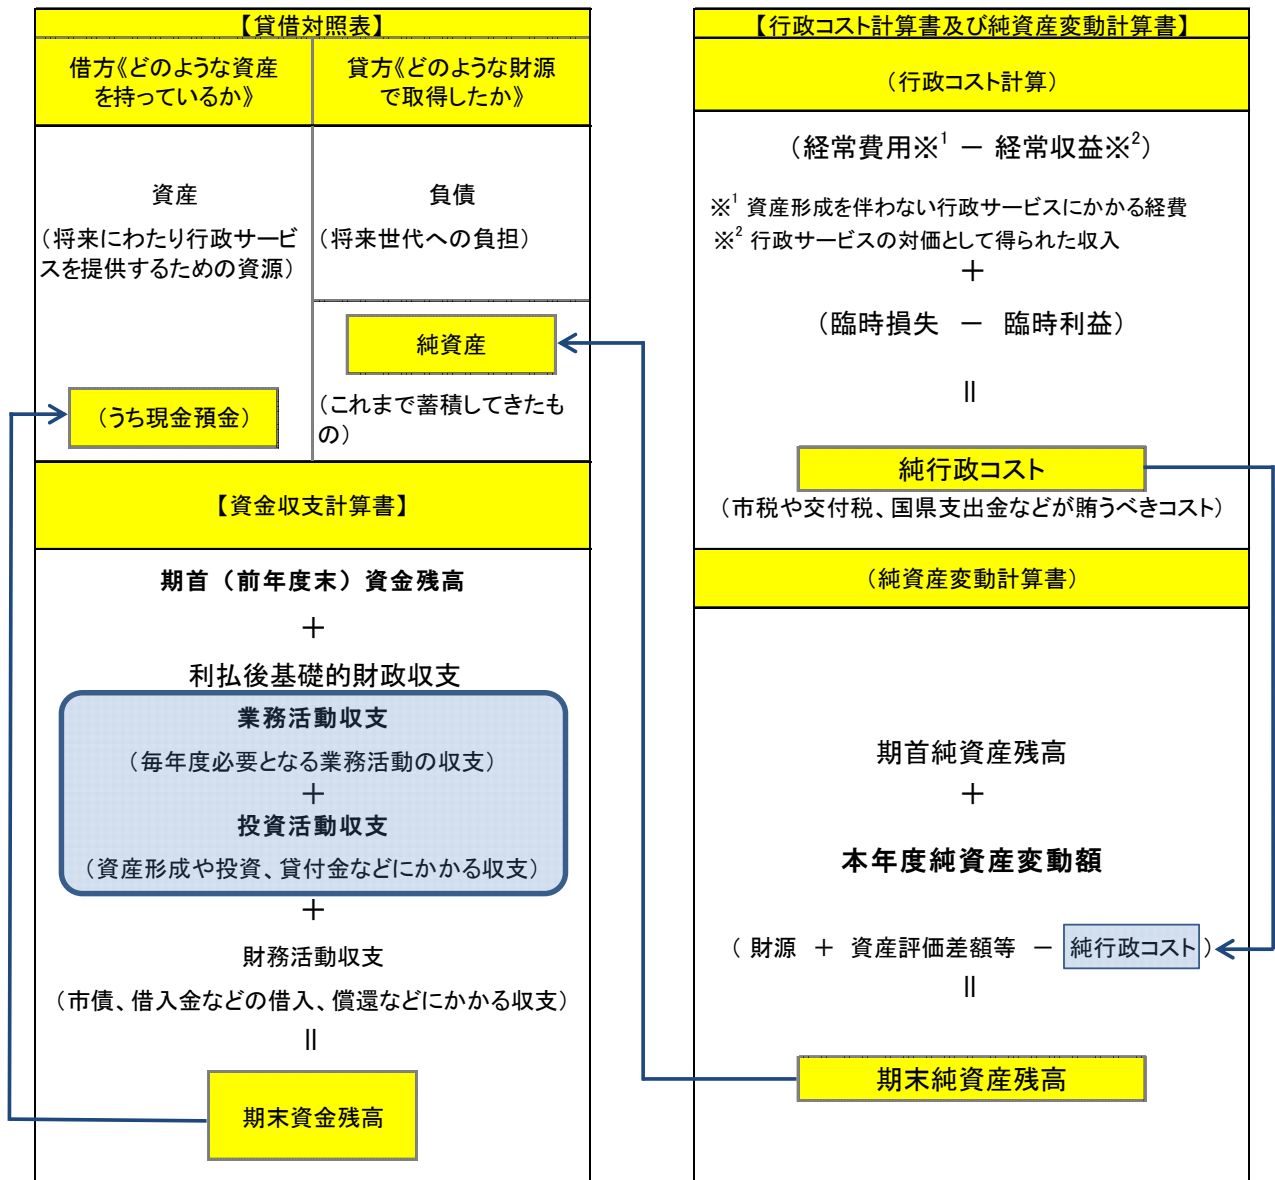 【貸借対照表】
借方《どのような資産
を持っているか》
貸方《どのような財源
で取得したか》
資産
（将来にわたり行政サービ
スを提供するための資源）
（うち現金預金）
負債
（将来世代への負担）
純資産
（これまで蓄積してきたも
の）
【資金収支計算書】
期首（前年度末）資金残高
＋
利払後基礎的財政収支
業務活動収支
（毎年度必要となる業務活動の収支）
＋
投資活動収支
（資産形成や投資、貸付金などにかかる収支）
＋
財務活動収支
（市債、借入金などの借入、償還などにかかる収支）
＝
期末資金残高
【行政コスト計算書及び純資産変動計算書】
（行政コスト計算）
（経常費用※1 － 経常収益※2）
※1 資産形成を伴わない行政サービスにかかる経費
※2 行政サービスの対価として得られた収入
＋
（臨時損失 － 臨時利益）
＝
純行政コスト
（市税や交付税、国県支出金などが賄うべきコスト）
（純資産変動計算書）
期首純資産残高
＋
本年度純資産変動額
（ 財源 ＋ 資産評価差額等 － 純行政コスト ）
＝
期末純資産残高